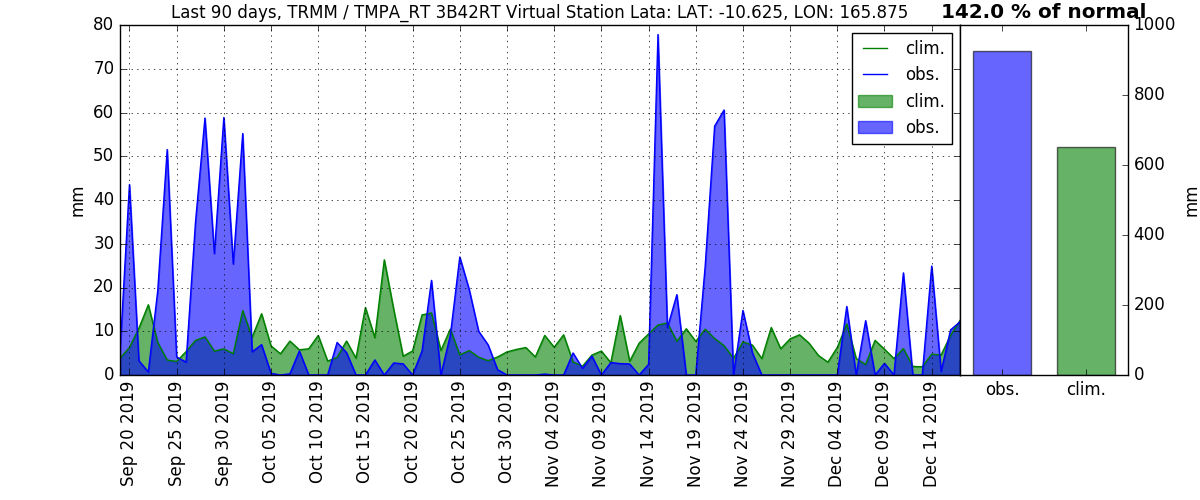 Last 90 days, TRMM / TMPA_RT 3B42RT Virtual Station Lata: LAT: -10.625, LON: 165.875
142.0 % of normal
80
70
60
50
40
30
20
10
0
mm
clim.
obs.
clim.
obs.
Sep 20 2019
Sep 25 2019
Sep 30 2019
Oct 05 2019
Oct 10 2019
Oct 15 2019
Oct 20 2019
Oct 25 2019
Oct 30 2019
Nov 04 2019
Nov 09 2019
Nov 14 2019
Nov 19 2019
Nov 24 2019
Nov 29 2019
Dec 04 2019
Dec 09 2019
Dec 14 2019
1000
800
600
400
200
0
mm
obs.
clim.